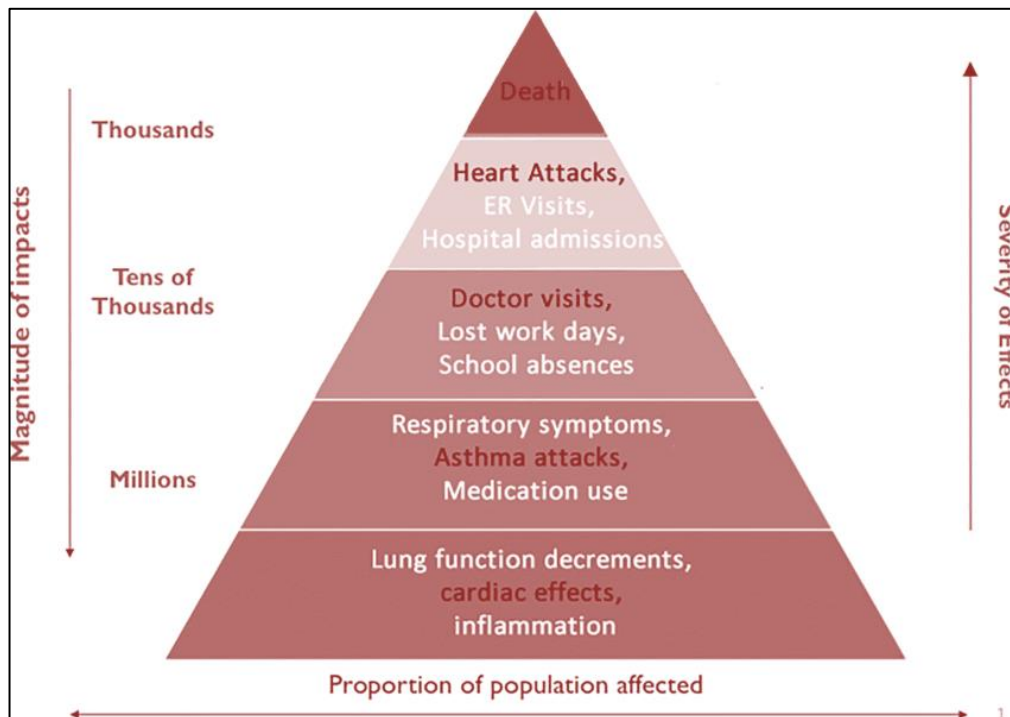 Death
Thousands
Heart Attacks,
ER Visits,
Hospital admissions
Magnitude of impacts
Severity of Effects
Tens of
Thousands
Doctor visits,
Lost work days,
School absences
Respiratory symptoms,
Asthma attacks,
Medication use
Millions
Lung function decrements,
cardiac effects,
inflammation
Proportion of population affected
1